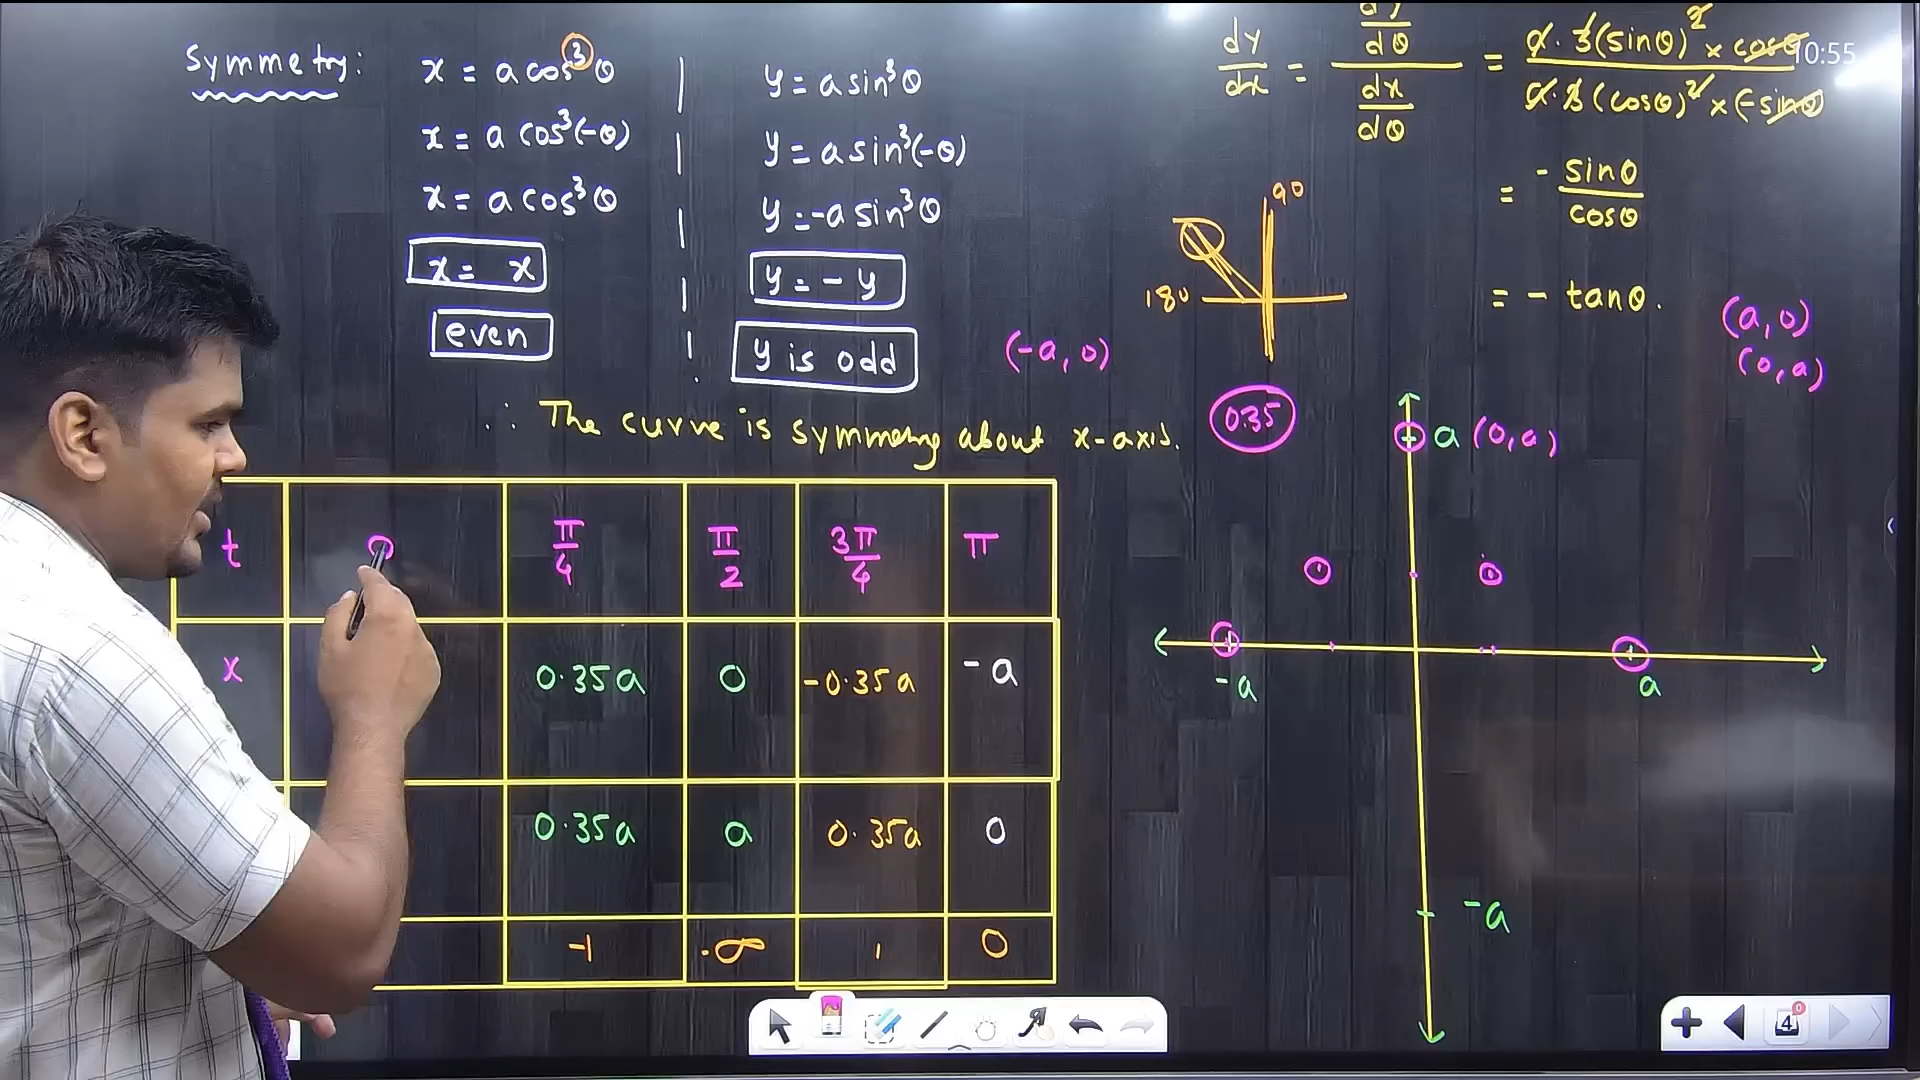 Symmetry:
x = a cos³θ
x = a cos³(-θ)
x = a cos³θ
x = x
even
y = a sin³θ
y = a sin³(-θ)
y = -a sin³θ
y = - y
y is odd
∴ The curve is symmetry about x-axis.
dy/dx = dy/dθ / dx/dθ = a·3(sinθ)² × cosθ / a·3(cosθ)² × (-sinθ)
10:55
= - sinθ/cosθ
= - tanθ.
90
180
(-a, 0)
(a, 0)
(0, a)
0.35
a (0, a)
-a
a
-a
t 0 π/4 π/2 3π/4 π
x 0.35a 0 -0.35a -a
0.35a a 0.35a 0
-1 -∞ 1 0
4
0